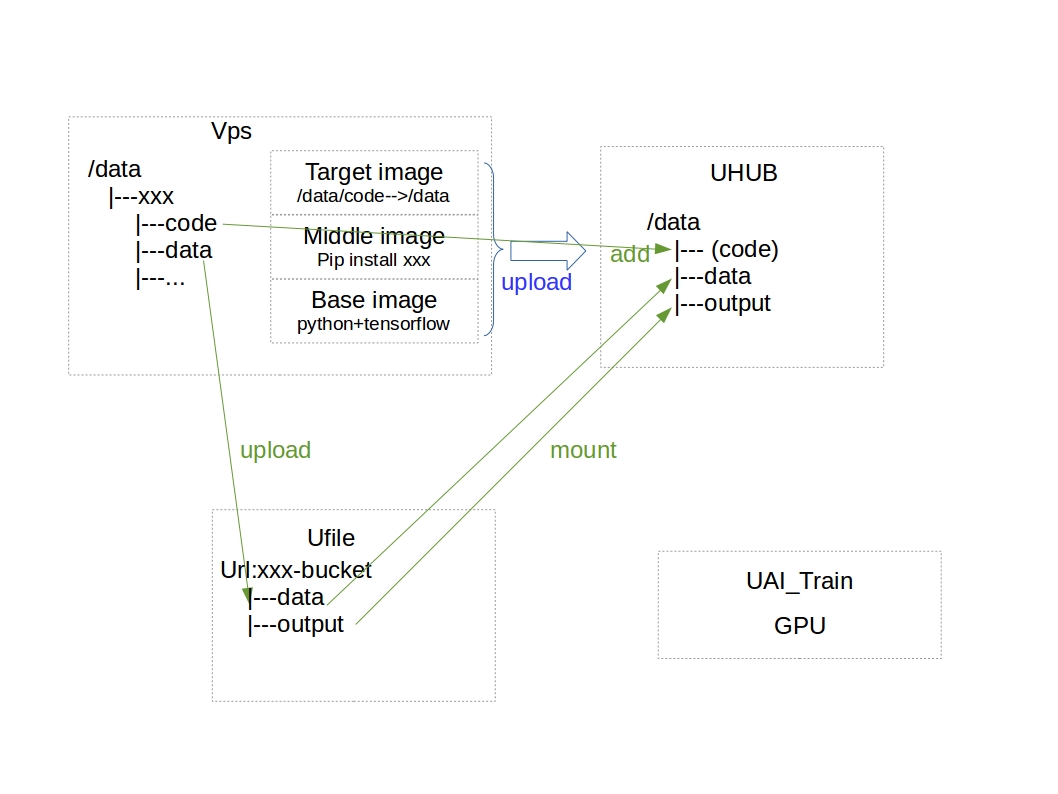 Vps
/data
|---xxx
|---code
|---data
|---...
Target image
/data/code-->/data
Middle image
Pip install xxx
Base image
python+tensorflow
upload
UHUB
/data
add
|--- (code)
|---data
|---output
upload
mount
Ufile
Url:xxx-bucket
|---data
|---output
UAI_Train
GPU